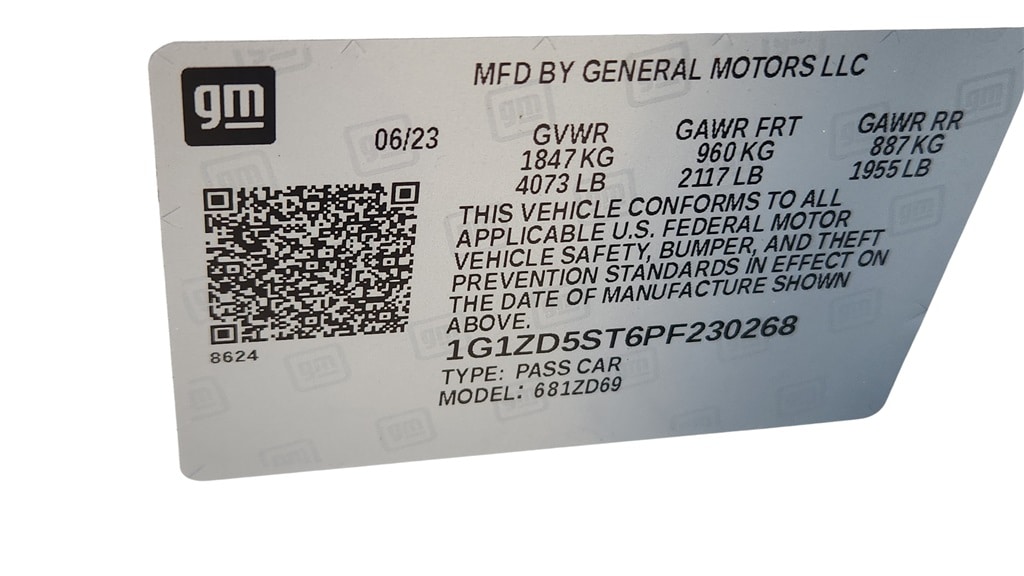 gm
MFD BY GENERAL MOTORS LLC
06/23
GVWR
1847 KG
4073 LB
GAWR FRT
960 KG
2117 LB
GAWR RR
887 KG
1955 LB
THIS VEHICLE CONFORMS TO ALL
APPLICABLE U.S. FEDERAL MOTOR
VEHICLE SAFETY, BUMPER, AND THEFT
PREVENTION STANDARDS IN EFFECT ON
THE DATE OF MANUFACTURE SHOWN
ABOVE.
8624
1G1ZD5ST6PF230268
TYPE: PASS CAR
MODEL: 681ZD69